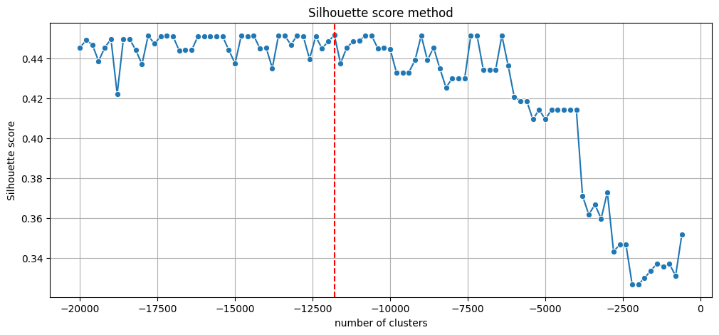 Silhouette score method
Silhouette score
0.44
0.42
0.40
0.38
0.36
0.34
−20000 −17500 −15000 −12500 −10000 −7500 −5000 −2500 0
number of clusters